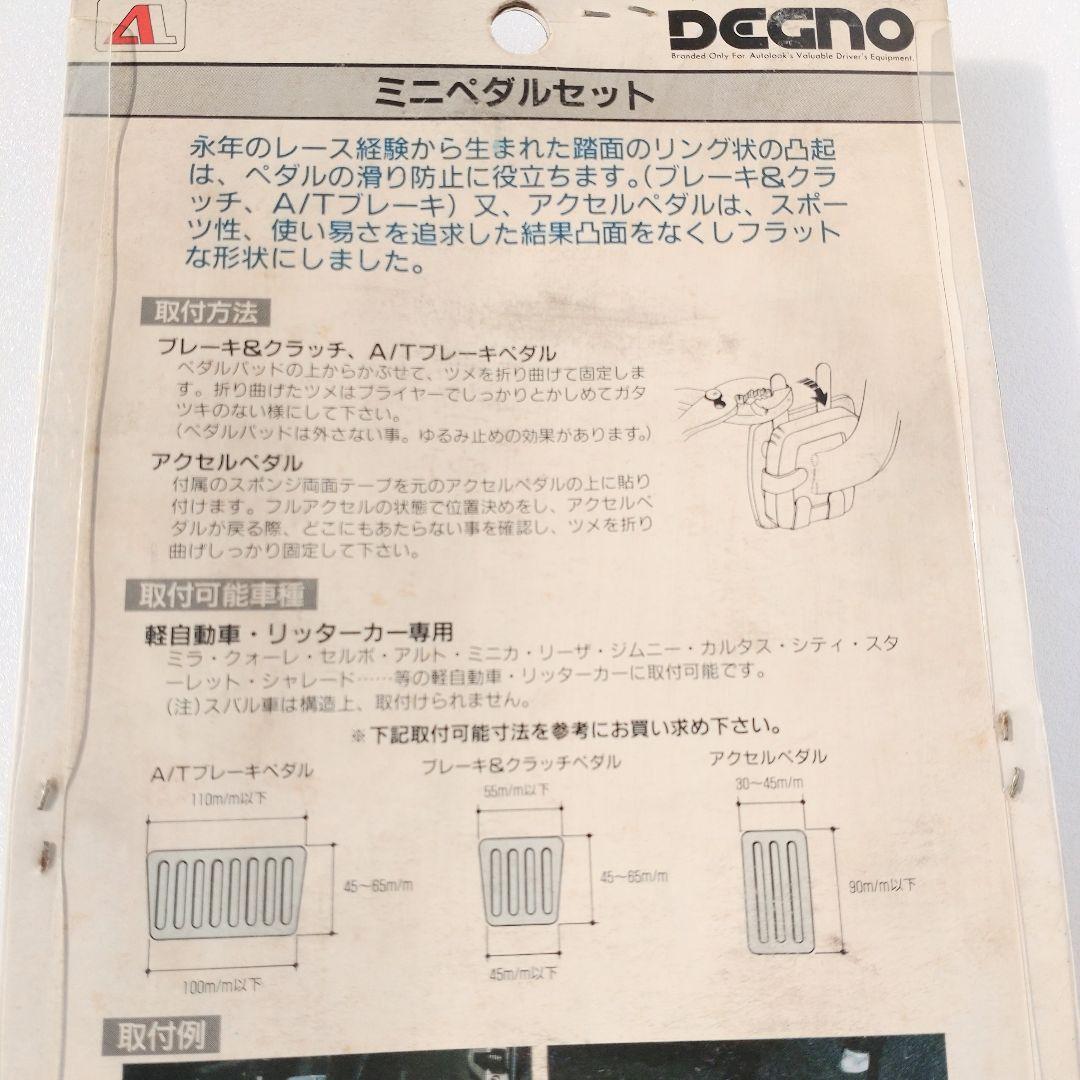 AL
DEGNO
Branded Only For Autolook's Valuable Driver's Equipment.
ミニペダルセット
永年のレース経験から生まれた踏面のリング状の凸起
は、ペダルの滑り防止に役立ちます。(ブレーキ&クラ
ッチ、A/Tブレーキ)又、アクセルペダルは、スポー
ツ性、使い易さを追求した結果凸面をなくしフラット
な形状にしました。
取付方法
ブレーキ&クラッチ、A/Tブレーキペダル
ペダルパッドの上からかぶせて、ツメを折り曲げて固定しま
す。折り曲げたツメはプライヤーでしっかりとかしめてガタ
ツキのない様にして下さい。
(ペダルパッドは外さない事。ゆるみ止めの効果があります。)
アクセルペダル
付属のスポンジ両面テープを元のアクセルペダルの上に貼り
付けます。フルアクセルの状態で位置決めをし、アクセルペ
ダルが戻る際、どこにもあたらない事を確認し、ツメを折り
曲げしっかり固定して下さい。
取付可能車種
軽自動車・リッターカー専用
ミラ・クォーレ・セルボ・アルト・ミニカ・リーザ・ジムニー・カルタス・シティ・スタ
ーレット・シャレード……等の軽自動車・リッターカーに取付可能です。
(注)スバル車は構造上、取付けられません。
※下記取付可能寸法を参考にお買い求め下さい。
A/Tブレーキペダル
110m/m以下
45〜65m/m
100m/m以下
ブレーキ&クラッチペダル
55m/m以下
45〜65m/m
45m/m以下
アクセルペダル
30〜45m/m
90m/m以下
取付例